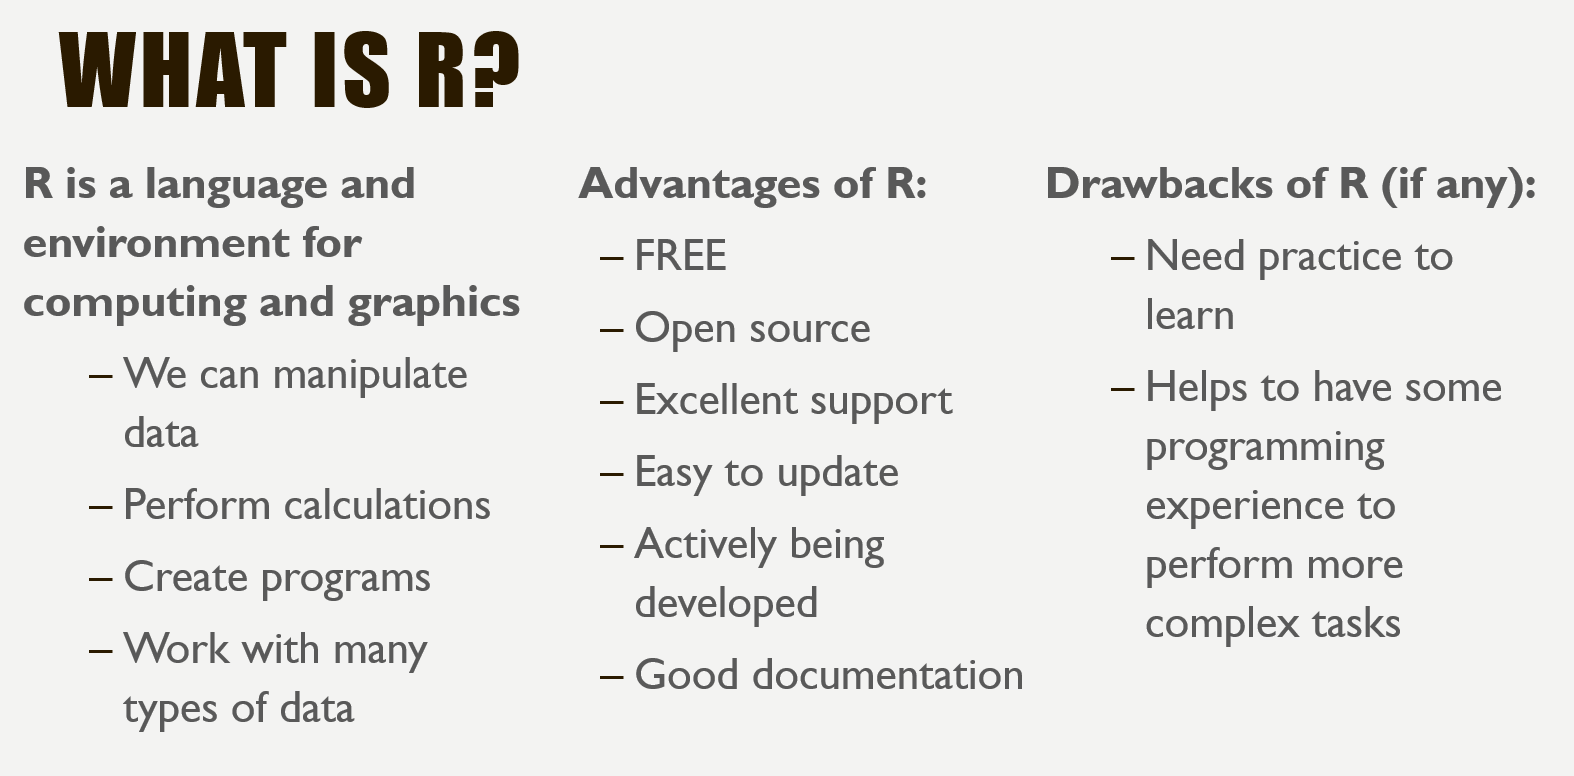 WHAT IS R?
R is a language and
environment for
computing and graphics
– We can manipulate
data
– Perform calculations
– Create programs
– Work with many
types of data
Advantages of R:
– FREE
– Open source
– Excellent support
– Easy to update
– Actively being
developed
– Good documentation
Drawbacks of R (if any):
– Need practice to
learn
– Helps to have some
programming
experience to
perform more
complex tasks